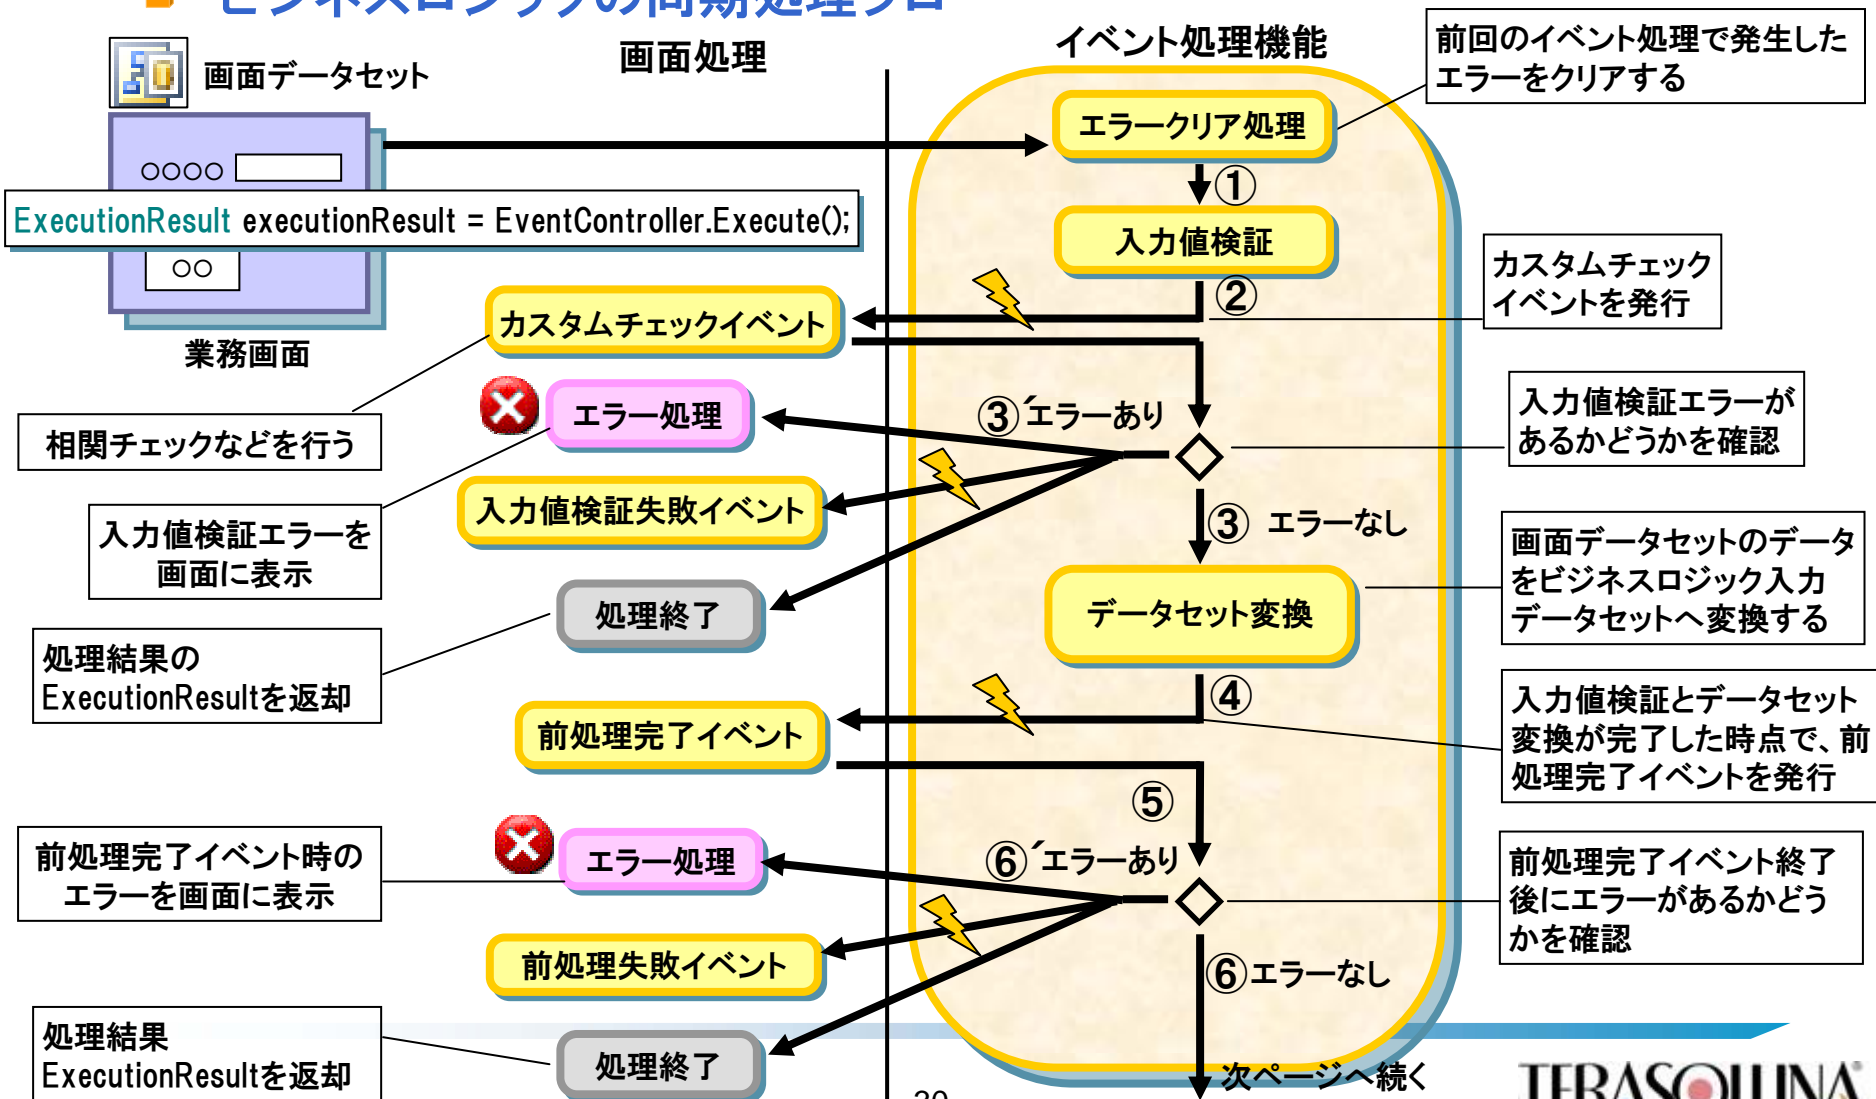 ビジネスロジックの同期処理フロー
画面データセット
画面処理
イベント処理機能
前回のイベント処理で発生した
エラーをクリアする
エラークリア処理
○○○○
①
ExecutionResult executionResult = EventController.Execute();
入力値検証
○○
②
カスタムチェック
イベントを発行
カスタムチェックイベント
業務画面
エラー処理
③´エラーあり
入力値検証エラーが
あるかどうかを確認
相関チェックなどを行う
入力値検証失敗イベント
③ エラーなし
入力値検証エラーを
画面に表示
画面データセットのデータ
をビジネスロジック入力
データセットへ変換する
処理終了
データセット変換
処理結果の
ExecutionResultを返却
④
入力値検証とデータセット
変換が完了した時点で、前
処理完了イベントを発行
前処理完了イベント
⑤
前処理完了イベント時の
エラーを画面に表示
エラー処理
⑥´エラーあり
前処理完了イベント終了
後にエラーがあるかどう
かを確認
前処理失敗イベント
⑥エラーなし
処理結果
ExecutionResultを返却
処理終了
次ページへ続く
30
TERASOLUNA